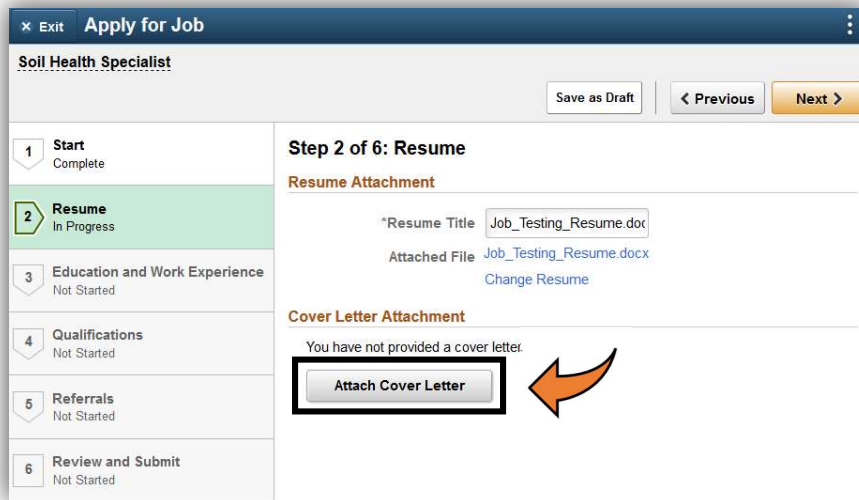 × Exit Apply for Job
Soil Health Specialist
Save as Draft
Previous
Next
1 Start
Complete
2 Resume
In Progress
3 Education and Work Experience
Not Started
4 Qualifications
Not Started
5 Referrals
Not Started
6 Review and Submit
Not Started
Step 2 of 6: Resume
Resume Attachment
*Resume Title Job_Testing_Resume.doc
Attached File Job_Testing_Resume.docx
Change Resume
Cover Letter Attachment
You have not provided a cover letter.
Attach Cover Letter